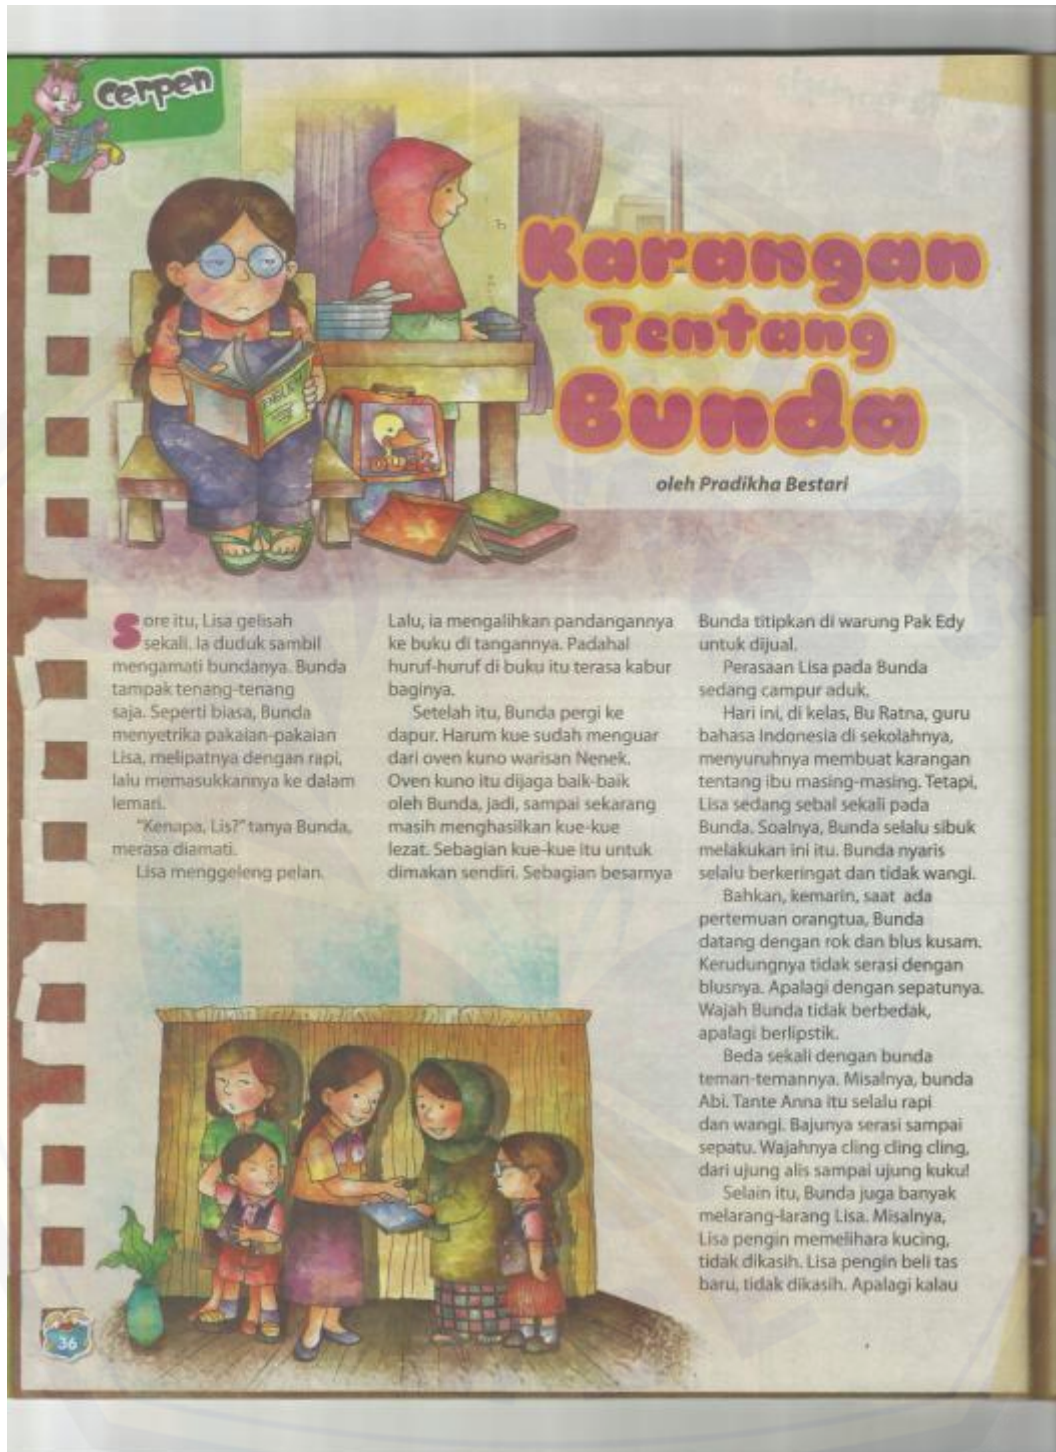 Cerpen
Karangan
Tentang
Bunda
oleh Pradikha Bestari
Sore itu, Lisa gelisah
sekali. Ia duduk sambil
mengamati bundanya. Bunda
tampak tenang-tenang
saja. Seperti biasa, Bunda
menyetrika pakaian-pakaian
Lisa, melipatnya dengan rapi,
lalu memasukkannya ke dalam
lemari.
"Kenapa, Lis?" tanya Bunda,
merasa diamati.
Lisa menggeleng pelan.
Lalu, ia mengalihkan pandangannya
ke buku di tangannya. Padahal
huruf-huruf di buku itu terasa kabur
baginya.
Setelah itu, Bunda pergi ke
dapur. Harum kue sudah menguar
dari oven kuno warisan Nenek.
Oven kuno itu dijaga baik-baik
oleh Bunda, jadi, sampai sekarang
masih menghasilkan kue-kue
lezat. Sebagian kue-kue itu untuk
dimakan sendiri. Sebagian besarnya
Bunda titipkan di warung Pak Edy
untuk dijual.
Perasaan Lisa pada Bunda
sedang campur aduk.
Hari ini, di kelas, Bu Ratna, guru
bahasa Indonesia di sekolahnya,
menyuruhnya membuat karangan
tentang ibu masing-masing. Tetapi,
Lisa sedang sebal sekali pada
Bunda. Soalnya, Bunda selalu sibuk
melakukan ini itu. Bunda nyaris
selalu berkeringat dan tidak wangi.
Bahkan, kemarin, saat ada
pertemuan orangtua, Bunda
datang dengan rok dan blus kusam.
Kerudungnya tidak serasi dengan
blusnya. Apalagi dengan sepatunya.
Wajah Bunda tidak berbedak,
apalagi berlipstik.
Beda sekali dengan bunda
teman-temannya. Misalnya, bunda
Abi. Tante Anna itu selalu rapi
dan wangi. Bajunya serasi sampai
sepatu. Wajahnya cling cling cling,
dari ujung alis sampai ujung kuku!
Selain itu, Bunda juga banyak
melarang-larang Lisa. Misalnya,
Lisa pengin memelihara kucing,
tidak dikasih. Lisa pengin beli tas
baru, tidak dikasih. Apalagi kalau
36